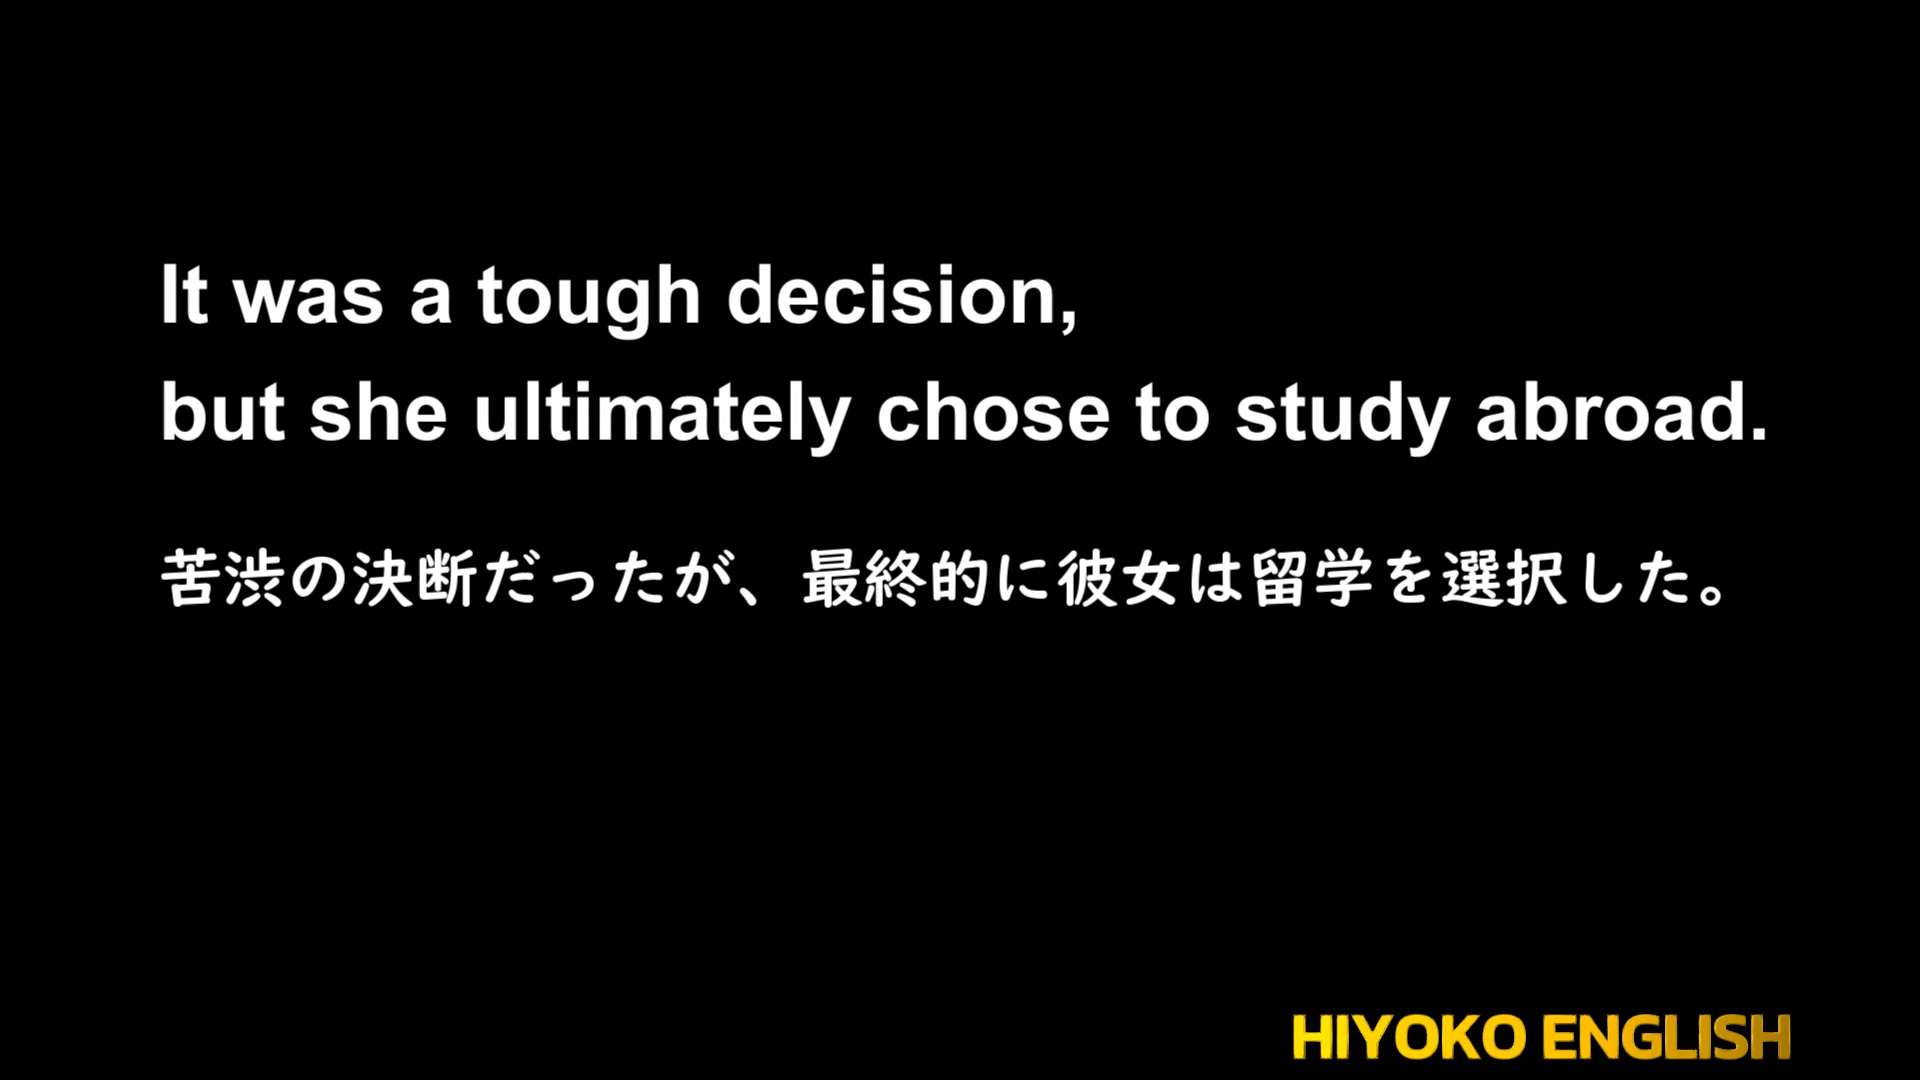 It was a tough decision,
but she ultimately chose to study abroad.
苦渋の決断だったが、最終的に彼女は留学を選択した。
HIYOKO ENGLISH